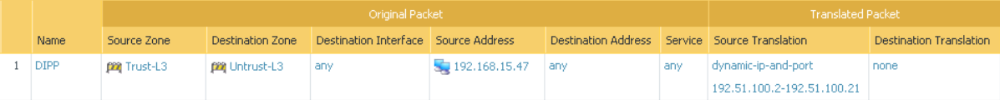 Original Packet Translated Packet
Name Source Zone Destination Zone Destination Interface Source Address Destination Address Service Source Translation Destination Translation
1 DIPP Trust-L3 Untrust-L3 any 192.168.15.47 any any dynamic-ip-and-port none
192.51.100.2-192.51.100.21